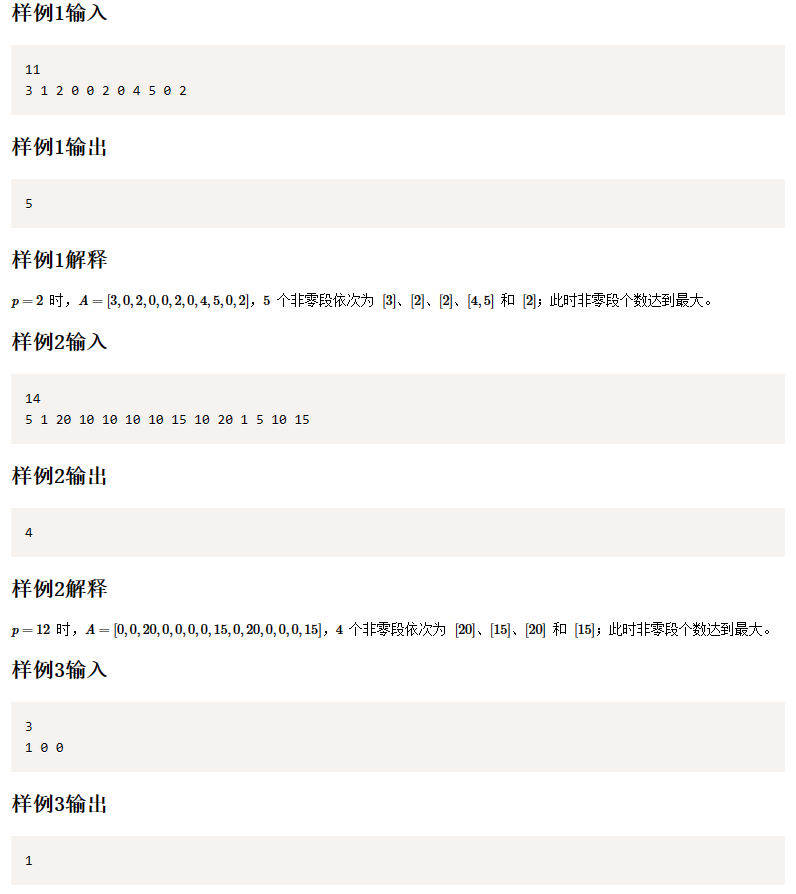 样例1输入
11
3 1 2 0 0 2 0 4 5 0 2
样例1输出
5
样例1解释
p = 2 时，A = [3, 0, 2, 0, 0, 2, 0, 4, 5, 0, 2]，5 个非零段依次为 [3]、[2]、[2]、[4, 5] 和 [2]；此时非零段个数达到最大。
样例2输入
14
5 1 20 10 10 10 10 15 10 20 1 5 10 15
样例2输出
4
样例2解释
p = 12 时，A = [0, 0, 20, 0, 0, 0, 0, 15, 0, 20, 0, 0, 0, 15]，4 个非零段依次为 [20]、[15]、[20] 和 [15]；此时非零段个数达到最大。
样例3输入
3
1 0 0
样例3输出
1